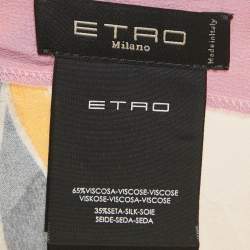 ETRO
Milano
Made in Italy
ETRO
65%VISCOSA-VISCOSE-VISCOSE
VISKOSE-VISCOSA-VISCOSE
35%SETA-SILK-SOIE
SEIDE-SEDA-SEDA